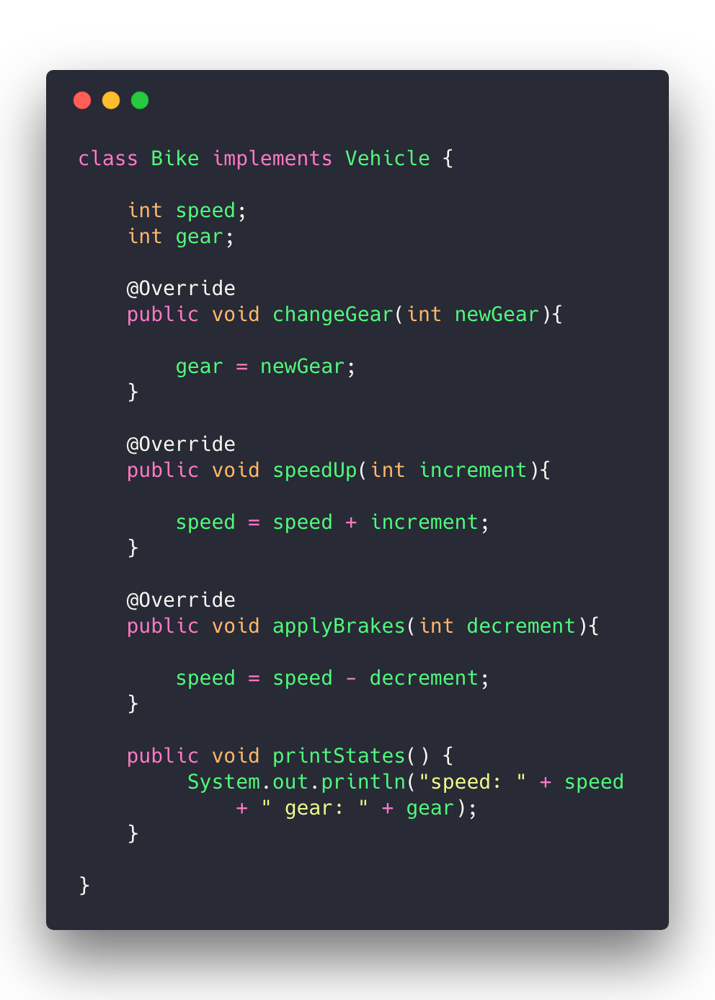 class Bike implements Vehicle {
int speed;
int gear;
@Override
public void changeGear(int newGear){
gear = newGear;
}
@Override
public void speedUp(int increment){
speed = speed + increment;
}
@Override
public void applyBrakes(int decrement){
speed = speed - decrement;
}
public void printStates() {
System.out.println("speed: " + speed
+ " gear: " + gear);
}
}